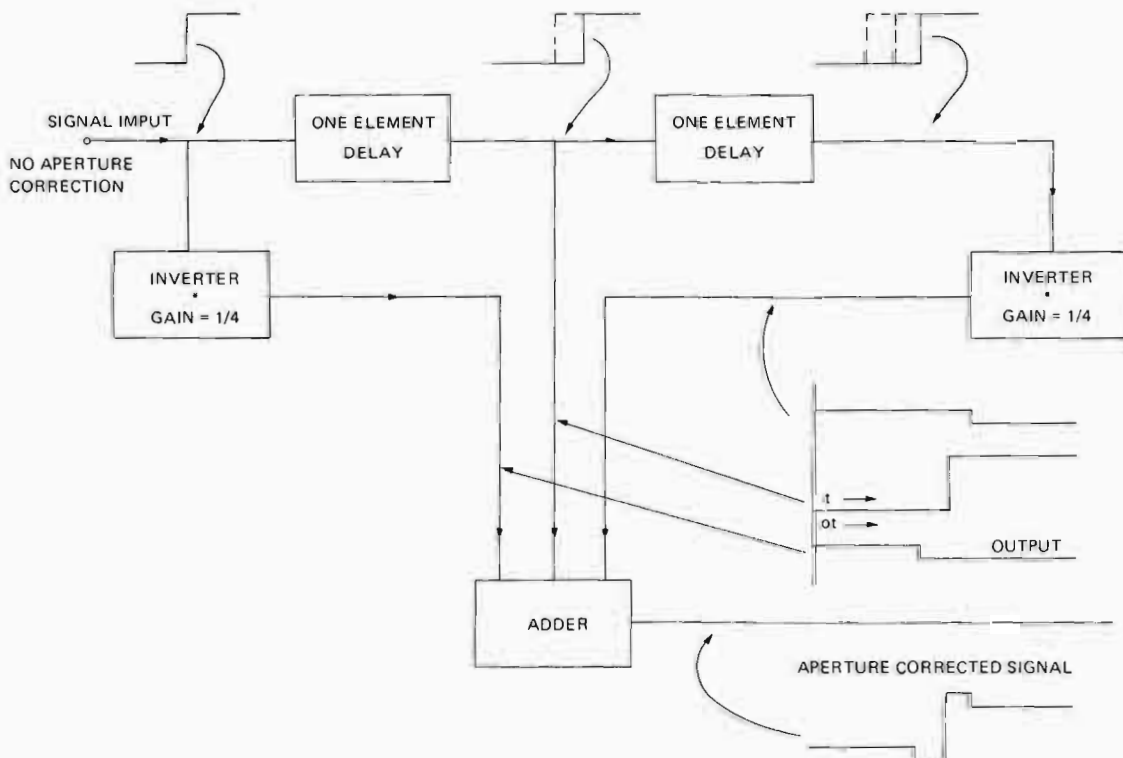 SIGNAL IMPUT
NO APERTURE
CORRECTION
ONE ELEMENT
DELAY
ONE ELEMENT
DELAY
INVERTER
*
GAIN = 1/4
INVERTER
*
GAIN = 1/4
ot
OUTPUT
ADDER
APERTURE CORRECTED SIGNAL